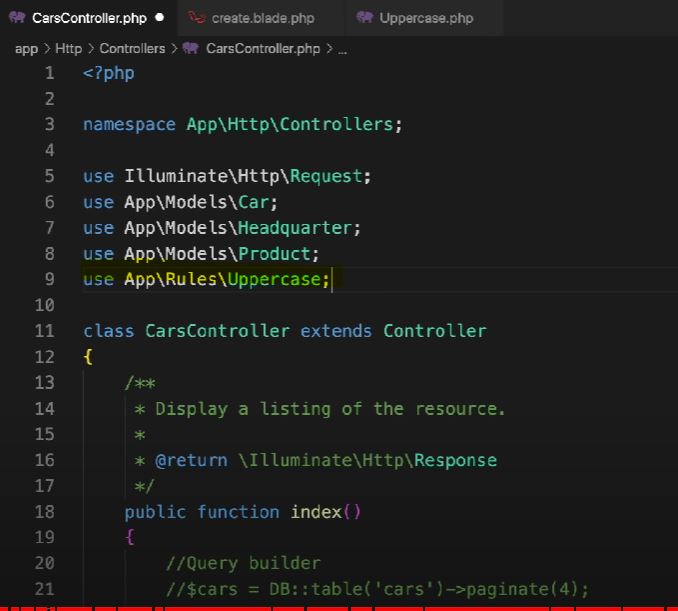 CarsController.php ● create.blade.php Uppercase.php
app > Http > Controllers > CarsController.php > ...
1 <?php
2
3 namespace App\Http\Controllers;
4
5 use Illuminate\Http\Request;
6 use App\Models\Car;
7 use App\Models\Headquarter;
8 use App\Models\Product;
9 use App\Rules\Uppercase;
10
11 class CarsController extends Controller
12 {
13 /**
14 * Display a listing of the resource.
15 *
16 * @return \Illuminate\Http\Response
17 */
18 public function index()
19 {
20 //Query builder
21 //$cars = DB::table('cars')->paginate(4);